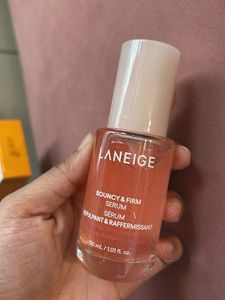 LANEIGE
BOUNCY & FIRM
SERUM
SÉRUM
REPULPANT & RAFFERMISSANT
30 mL / 1.01 fl. oz.